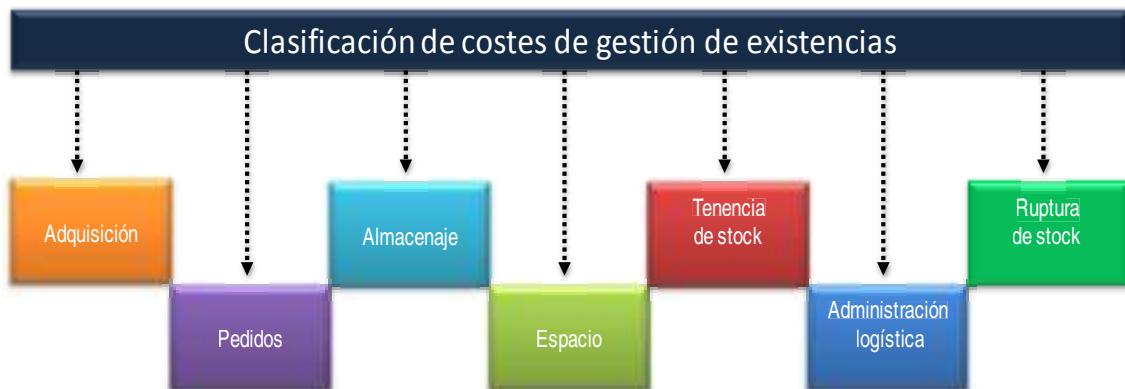 Clasificación de costes de gestión de existencias
Adquisición
Pedidos
Almacenaje
Espacio
Tenencia
de stock
Administración
logística
Ruptura
de stock